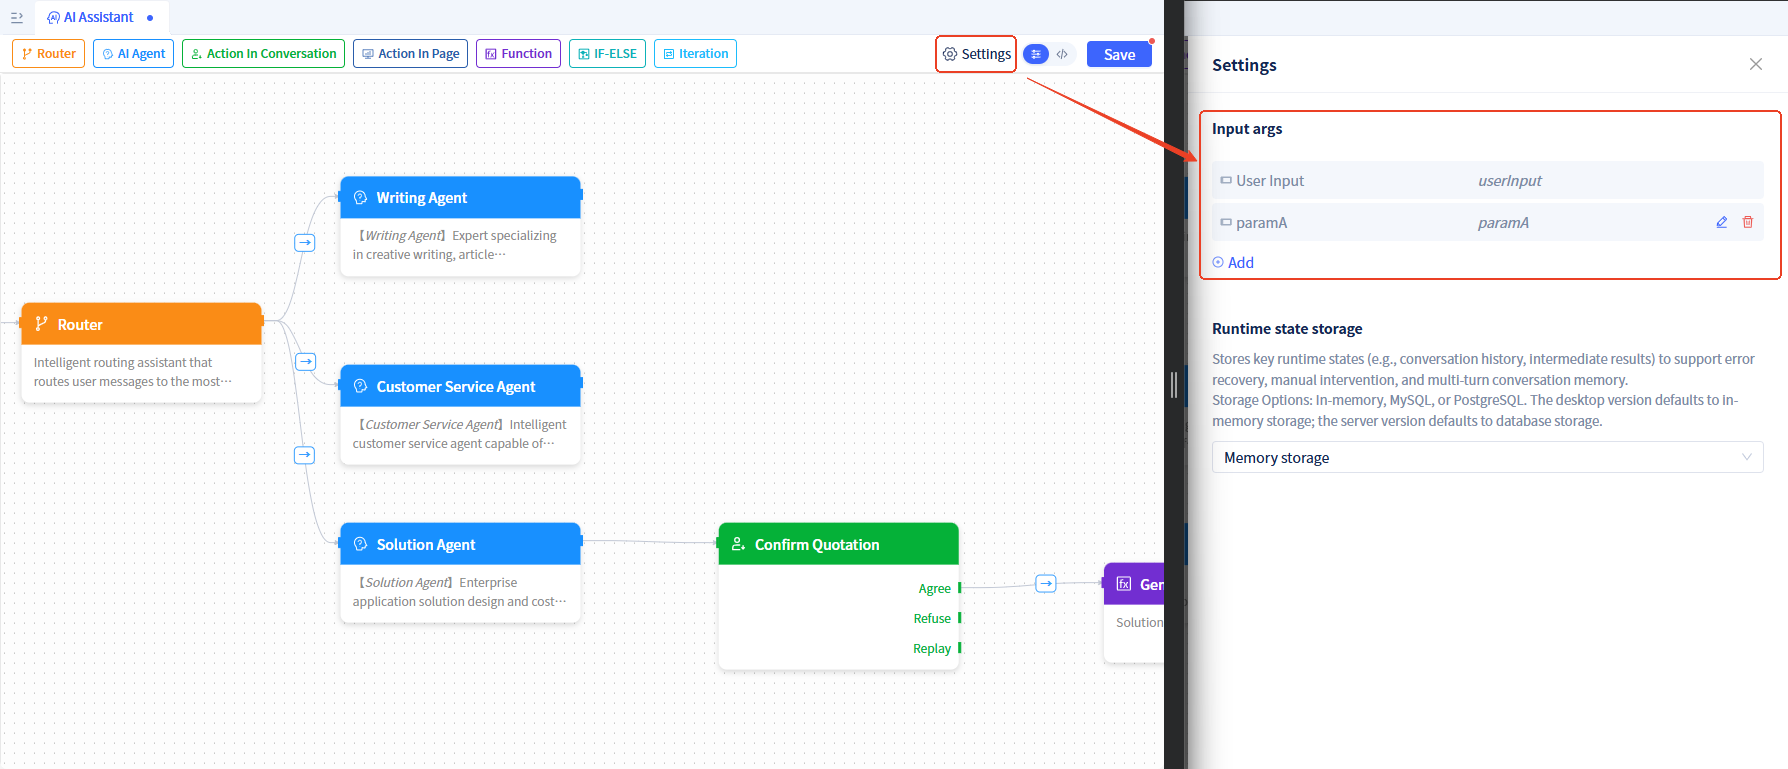 AI Assistant
Router
AI Agent
Action In Conversation
Action In Page
Function
IF-ELSE
Iteration
Settings
Save
Writing Agent
【Writing Agent】Expert specializing
in creative writing, article···
Router
Intelligent routing assistant that
routes user messages to the most···
Customer Service Agent
【Customer Service Agent】Intelligent
customer service agent capable of···
Solution Agent
【Solution Agent】Enterprise
application solution design and cost···
Confirm Quotation
Agree
Refuse
Replay
Gen
Solution
Settings
Input args
User Input userInput
paramA paramA
Add
Runtime state storage
Stores key runtime states (e.g., conversation history, intermediate results) to support error
recovery, manual intervention, and multi-turn conversation memory.
Storage Options: In-memory, MySQL, or PostgreSQL. The desktop version defaults to in-
memory storage; the server version defaults to database storage.
Memory storage